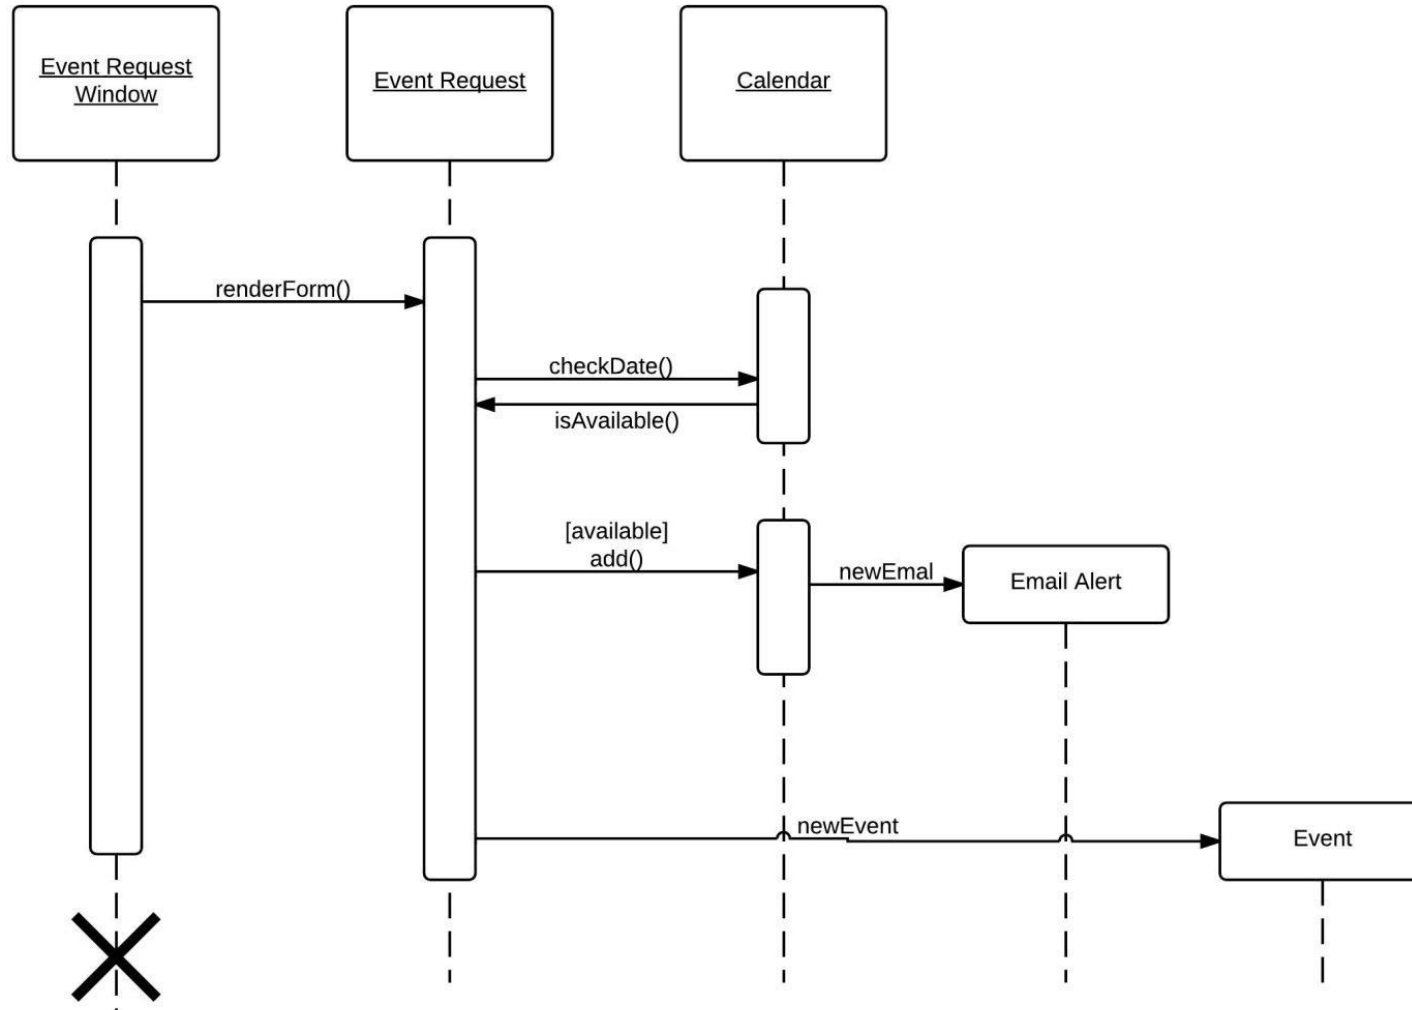 Event Request
Window
Event Request
Calendar
renderForm()
checkDate()
isAvailable()
[available]
add()
newEmal
Email Alert
newEvent
Event